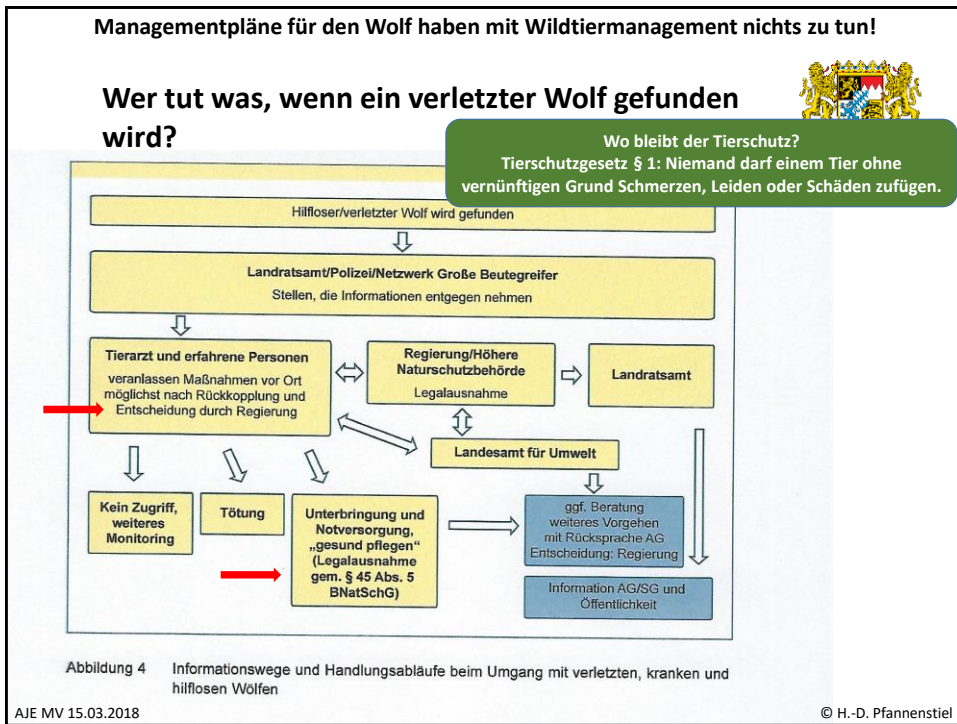 Managementpläne für den Wolf haben mit Wildtiermanagement nichts zu tun!
Wer tut was, wenn ein verletzter Wolf gefunden
wird?
Wo bleibt der Tierschutz?
Tierschutzgesetz § 1: Niemand darf einem Tier ohne
vernünftigen Grund Schmerzen, Leiden oder Schäden zufügen.
Hilfloser/verletzter Wolf wird gefunden
Landratsamt/Polizei/Netzwerk Große Beutegreifer
Stellen, die Informationen entgegen nehmen
Tierarzt und erfahrene Personen
veranlassen Maßnahmen vor Ort
möglichst nach Rückkopplung und
Entscheidung durch Regierung
Regierung/Höhere
Naturschutzbehörde
Legalausnahme
Landratsamt
Landesamt für Umwelt
Kein Zugriff,
weiteres
Monitoring
Tötung
Unterbringung und
Notversorgung,
„gesund pflegen“
(Legalausnahme
gem. § 45 Abs. 5
BNatSchG)
ggf. Beratung
weiteres Vorgehen
mit Rücksprache AG
Entscheidung: Regierung
Information AG/SG und
Öffentlichkeit
Abbildung 4 Informationswege und Handlungsabläufe beim Umgang mit verletzten, kranken und
hilflosen Wölfen
AJE MV 15.03.2018
© H.-D. Pfannenstiel